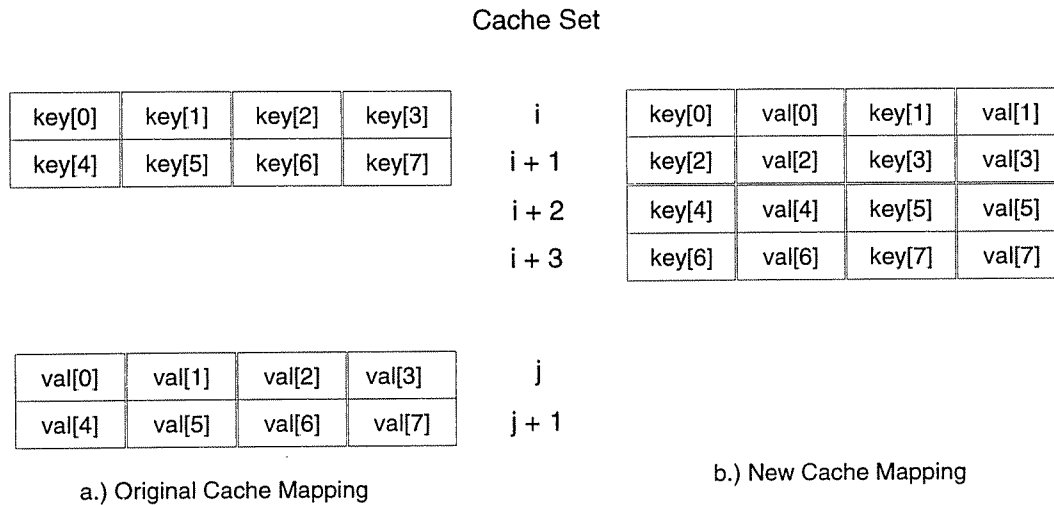 Cache Set
key[0] key[1] key[2] key[3] i key[0] val[0] key[1] val[1]
key[4] key[5] key[6] key[7] i + 1 key[2] val[2] key[3] val[3]
i + 2 key[4] val[4] key[5] val[5]
i + 3 key[6] val[6] key[7] val[7]
val[0] val[1] val[2] val[3] j
val[4] val[5] val[6] val[7] j + 1
a.) Original Cache Mapping b.) New Cache Mapping